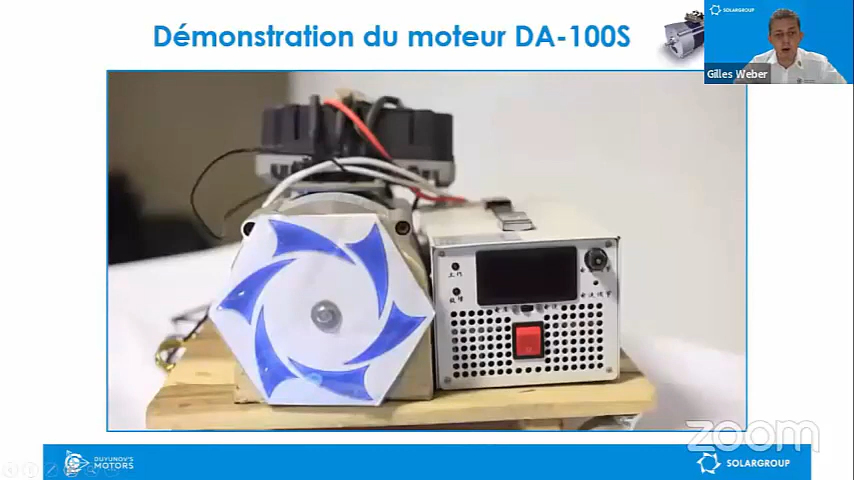 Démonstration du moteur DA-100S
SOLARGROUP
Gilles Weber
zoom
DUYUNOV'S
MOTORS
SOLARGROUP